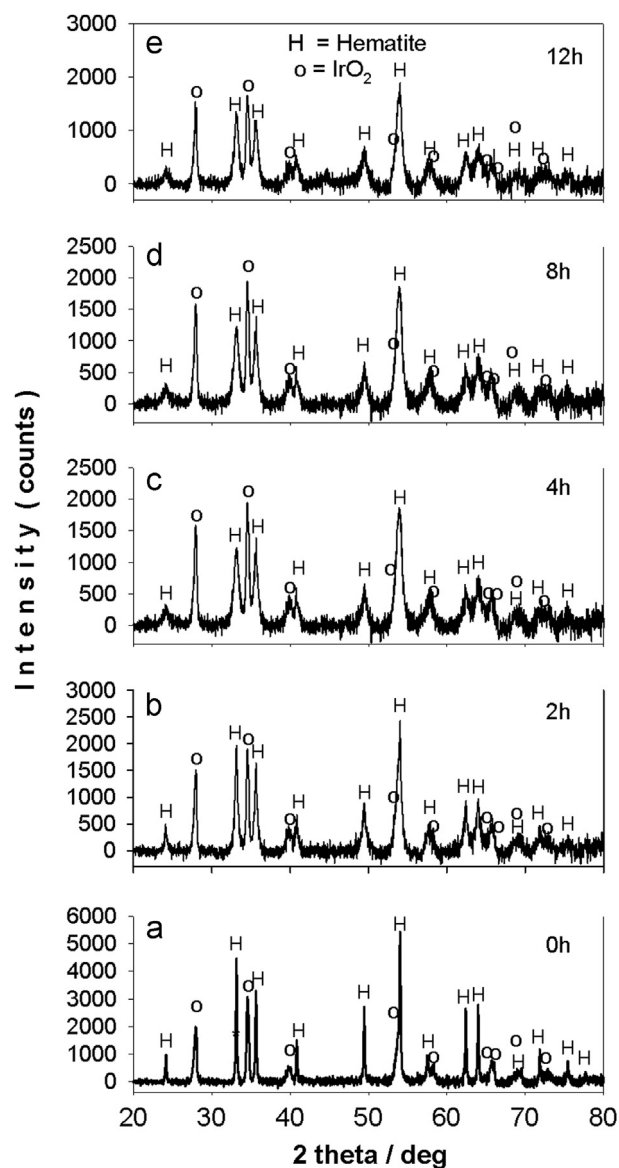 I n t e n s i t y ( counts )
e
H = Hematite
o = IrO2
12h
3000
2000
1000
0
H o H o H o H H o H H o H H o o o H H o H
d
8h
2500
2000
1500
1000
500
0
H o H o H o H H o H H o H H o o o H H o H
c
4h
2500
2000
1500
1000
500
0
H o H o H o H H o H H o H H o o o H H o H
b
2h
3000
2500
2000
1500
1000
500
0
H o H o H o H H o H H o H H o o o H H o H
a
0h
6000
5000
4000
3000
2000
1000
0
H o H o H o H H o H H o H H o o o H H o H H
20 30 40 50 60 70 80
2 theta / deg